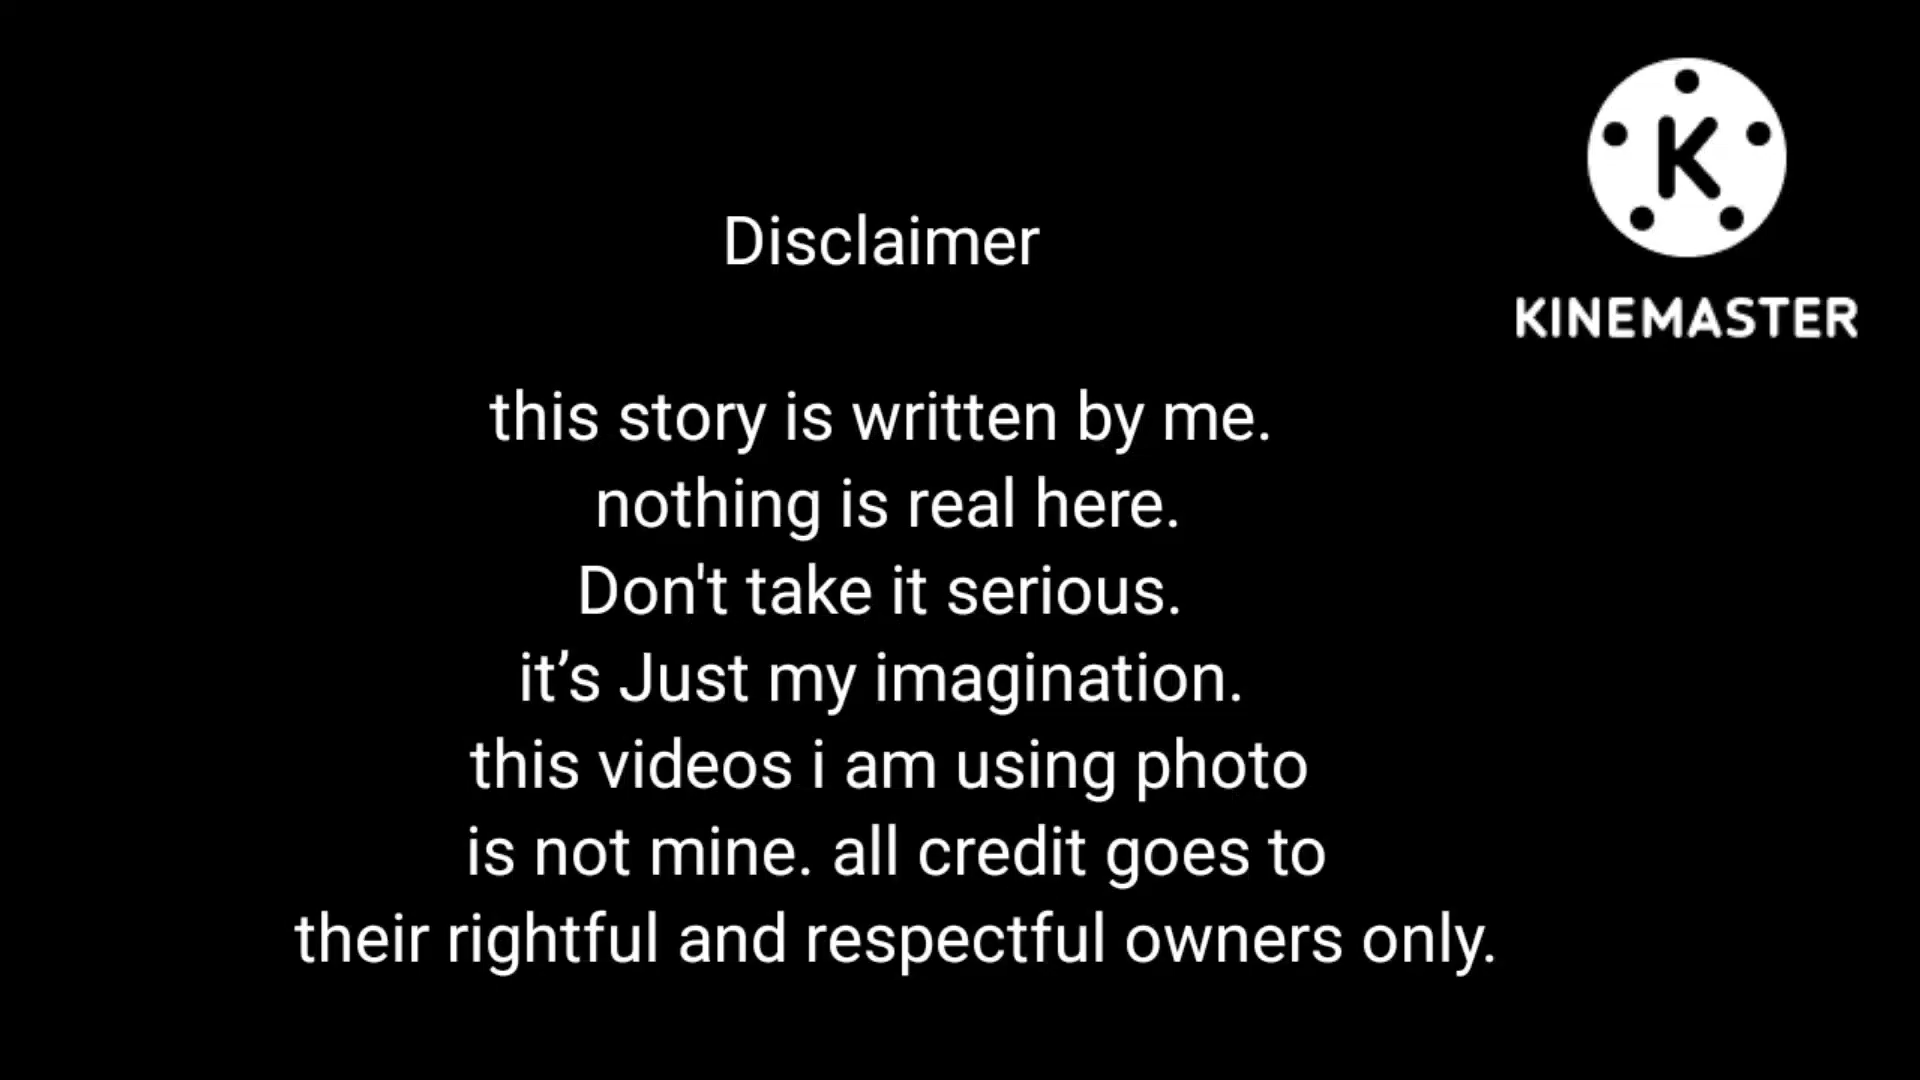 K
KINEMASTER
Disclaimer
this story is written by me.
nothing is real here.
Don't take it serious.
it’s Just my imagination.
this videos i am using photo
is not mine. all credit goes to
their rightful and respectful owners only.